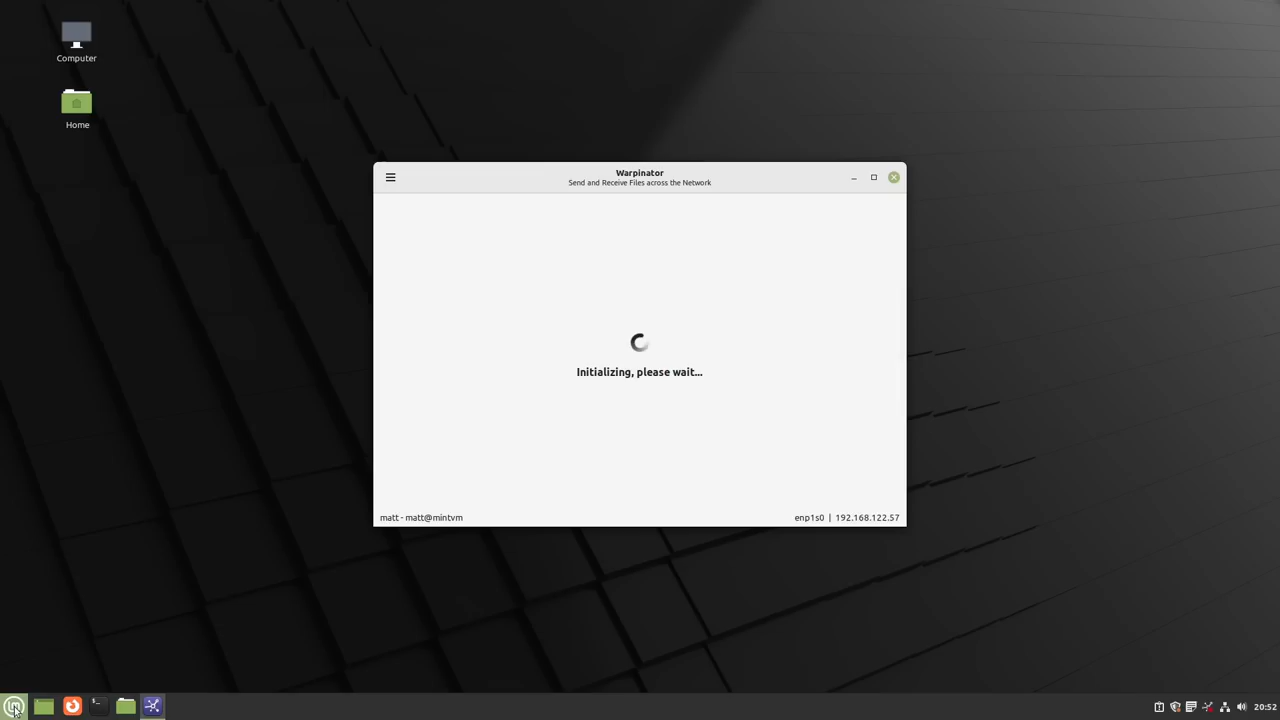 Computer
Home
Warpinator
Send and Receive Files across the Network
Initializing, please wait...
matt - matt@mintvm
enp1s0 | 192.168.122.57
20:52